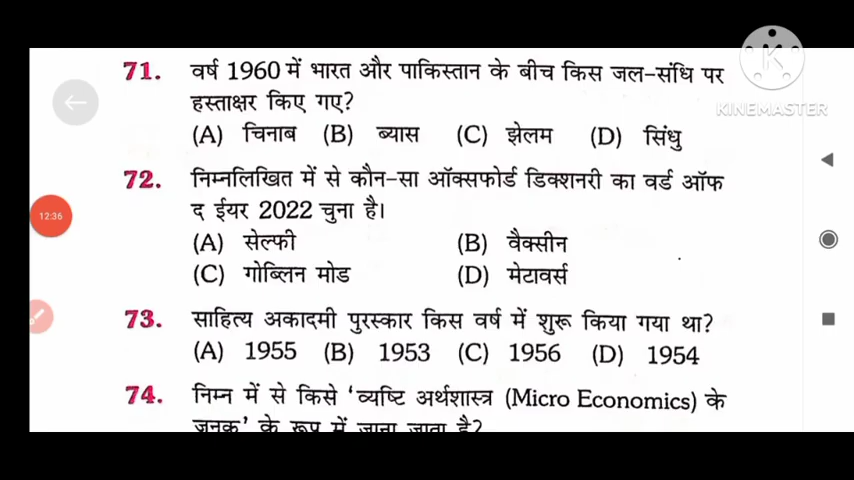 K
KINEMASTER
71. वर्ष 1960 में भारत और पाकिस्तान के बीच किस जल-संधि पर
हस्ताक्षर किए गए?
(A) चिनाब (B) ब्यास (C) झेलम (D) सिंधु
72. निम्नलिखित में से कौन-सा ऑक्सफोर्ड डिक्शनरी का वर्ड ऑफ
द ईयर 2022 चुना है।
12:36
(A) सेल्फी (B) वैक्सीन
(C) गोब्लिन मोड (D) मेटावर्स
73. साहित्य अकादमी पुरस्कार किस वर्ष में शुरू किया गया था?
(A) 1955 (B) 1953 (C) 1956 (D) 1954
74. निम्न में से किसे ‘व्यष्टि अर्थशास्त्र (Micro Economics) के
जनक’ के रूप में जाना जाता है?